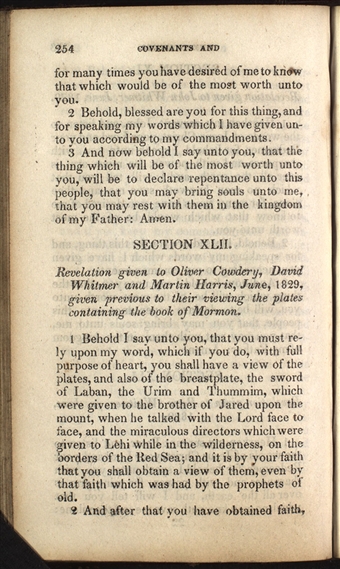 254 COVENANTS AND
for many times you have desired of me to know
that which would be of the most worth unto
you.
2 Behold, blessed are you for this thing, and
for speaking my words which I have given un-
to you according to my commandments.
3 And now behold I say unto you, that the
thing which will be of the most worth unto
you, will be to declare repentance unto this
people, that you may bring souls unto me,
that you may rest with them in the kingdom
of my Father: Amen.
SECTION XLII.
Revelation given to Oliver Cowdery, David
Whitmer and Martin Harris, June, 1829,
given previous to their viewing the plates
containing the book of Mormon.
1 Behold I say unto you, that you must re-
ly upon my word, which if you do, with full
purpose of heart, you shall have a view of the
plates, and also of the breastplate, the sword
of Laban, the Urim and Thummim, which
were given to the brother of Jared upon the
mount, when he talked with the Lord face to
face, and the miraculous directors which were
given to Lehi while in the wilderness, on the
borders of the Red Sea; and it is by your faith
that you shall obtain a view of them, even by
that faith which was had by the prophets of
old.
2 And after that you have obtained faith,